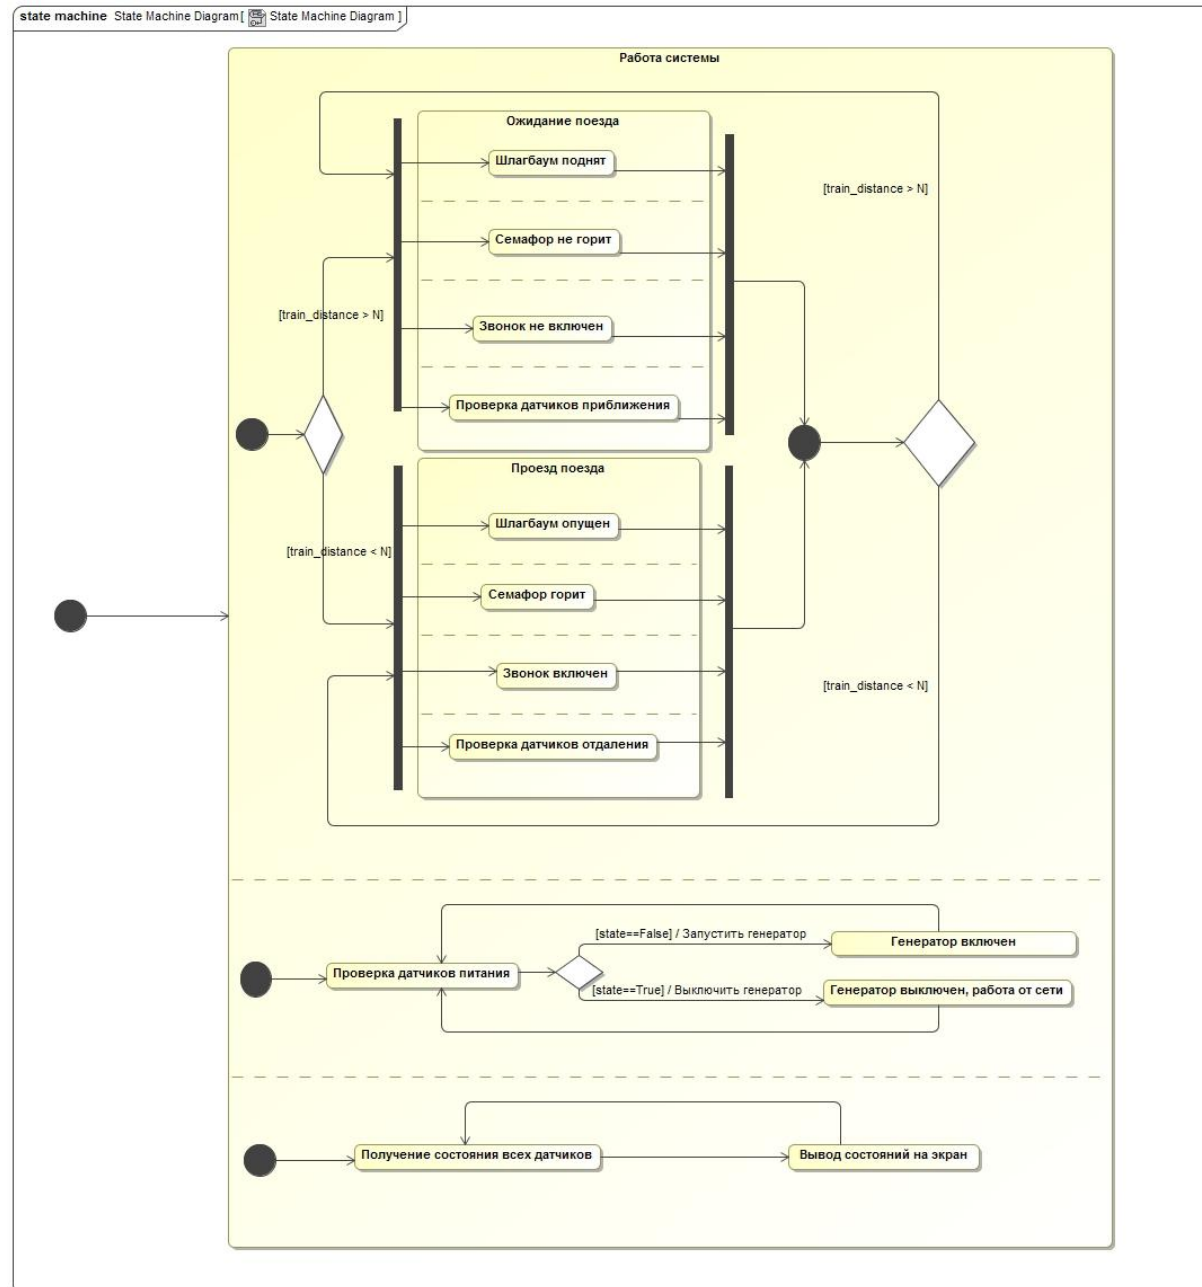 state machine State Machine Diagram[ State Machine Diagram ]
Работа системы
Ожидание поезда
Шлагбаум поднят
[train_distance > N]
Семафор не горит
[train_distance > N]
Звонок не включен
Проверка датчиков приближения
Проезд поезда
Шлагбаум опущен
[train_distance < N]
Семафор горит
Звонок включен
[train_distance < N]
Проверка датчиков отдаления
[state==False] / Запустить генератор
Генератор включен
Проверка датчиков питания
[state==True] / Выключить генератор
Генератор выключен, работа от сети
Получение состояния всех датчиков
Вывод состояний на экран